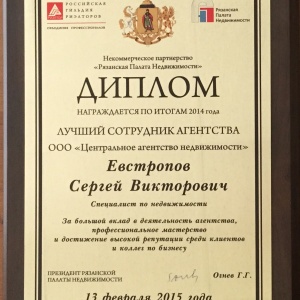 РОССИЙСКАЯ
ГИЛЬДИЯ
РИЭЛТОРОВ
Рязанская
Палата
Недвижимости
Некоммерческое партнерство
«Рязанская Палата Недвижимости»
ДИПЛОМ
НАГРАЖДАЕТСЯ ПО ИТОГАМ 2014 года
ЛУЧШИЙ СОТРУДНИК АГЕНТСТВА
ООО «Центральное агентство недвижимости»
Евстропов
Сергей Викторович
Специалист по недвижимости
За большой вклад в деятельность агентства,
профессиональное мастерство
и достижение высокой репутации среди клиентов
и коллег по бизнесу
ПРЕЗИДЕНТ РЯЗАНСКОЙ
ПАЛАТЫ НЕДВИЖИМОСТИ
Огнев Г.Г.
13 февраля 2015 года